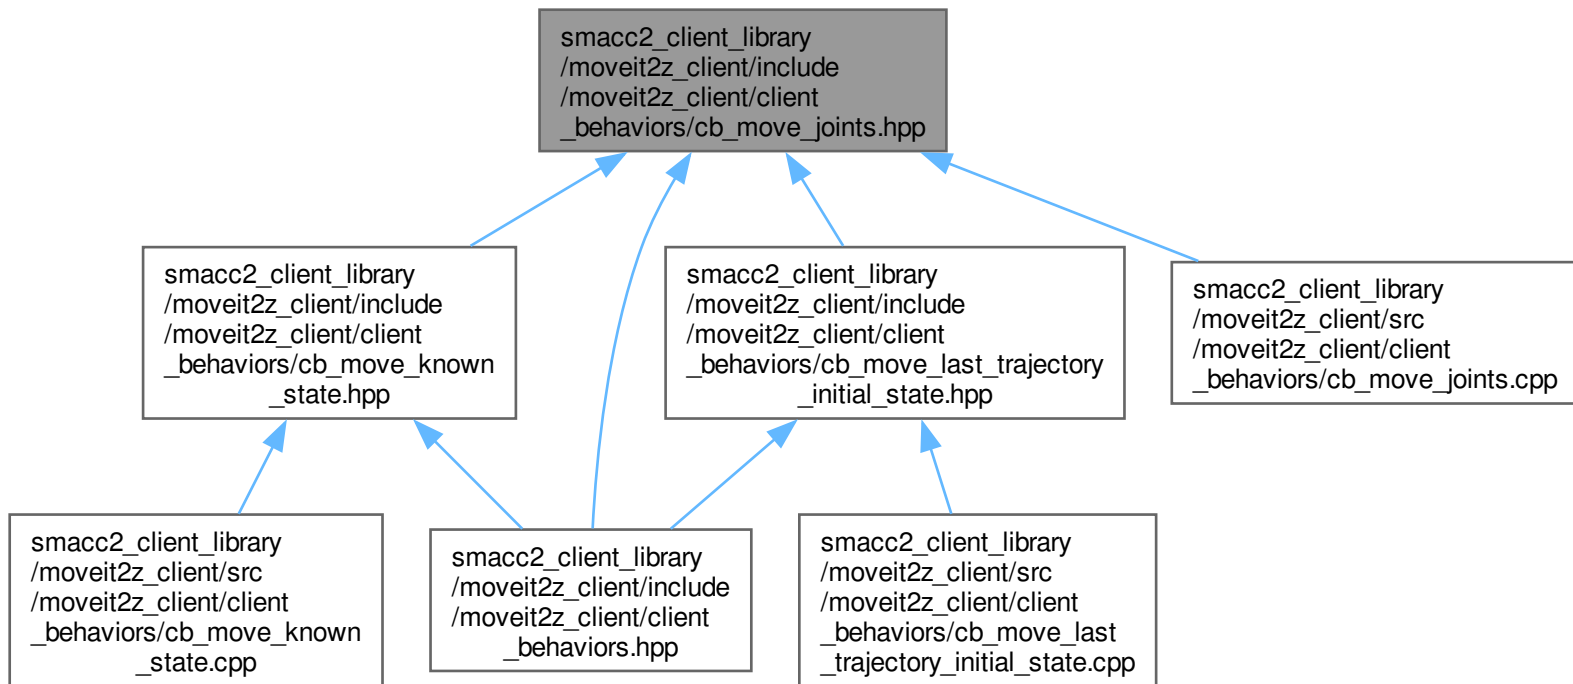 smacc2_client_library
/moveit2z_client/include
/moveit2z_client/client
_behaviors/cb_move_joints.hpp
smacc2_client_library
/moveit2z_client/include
/moveit2z_client/client
_behaviors/cb_move_known
_state.hpp
smacc2_client_library
/moveit2z_client/include
/moveit2z_client/client
_behaviors/cb_move_last_trajectory
_initial_state.hpp
smacc2_client_library
/moveit2z_client/src
/moveit2z_client/client
_behaviors/cb_move_joints.cpp
smacc2_client_library
/moveit2z_client/src
/moveit2z_client/client
_behaviors/cb_move_known
_state.cpp
smacc2_client_library
/moveit2z_client/include
/moveit2z_client/client
_behaviors.hpp
smacc2_client_library
/moveit2z_client/src
/moveit2z_client/client
_behaviors/cb_move_last
_trajectory_initial_state.cpp